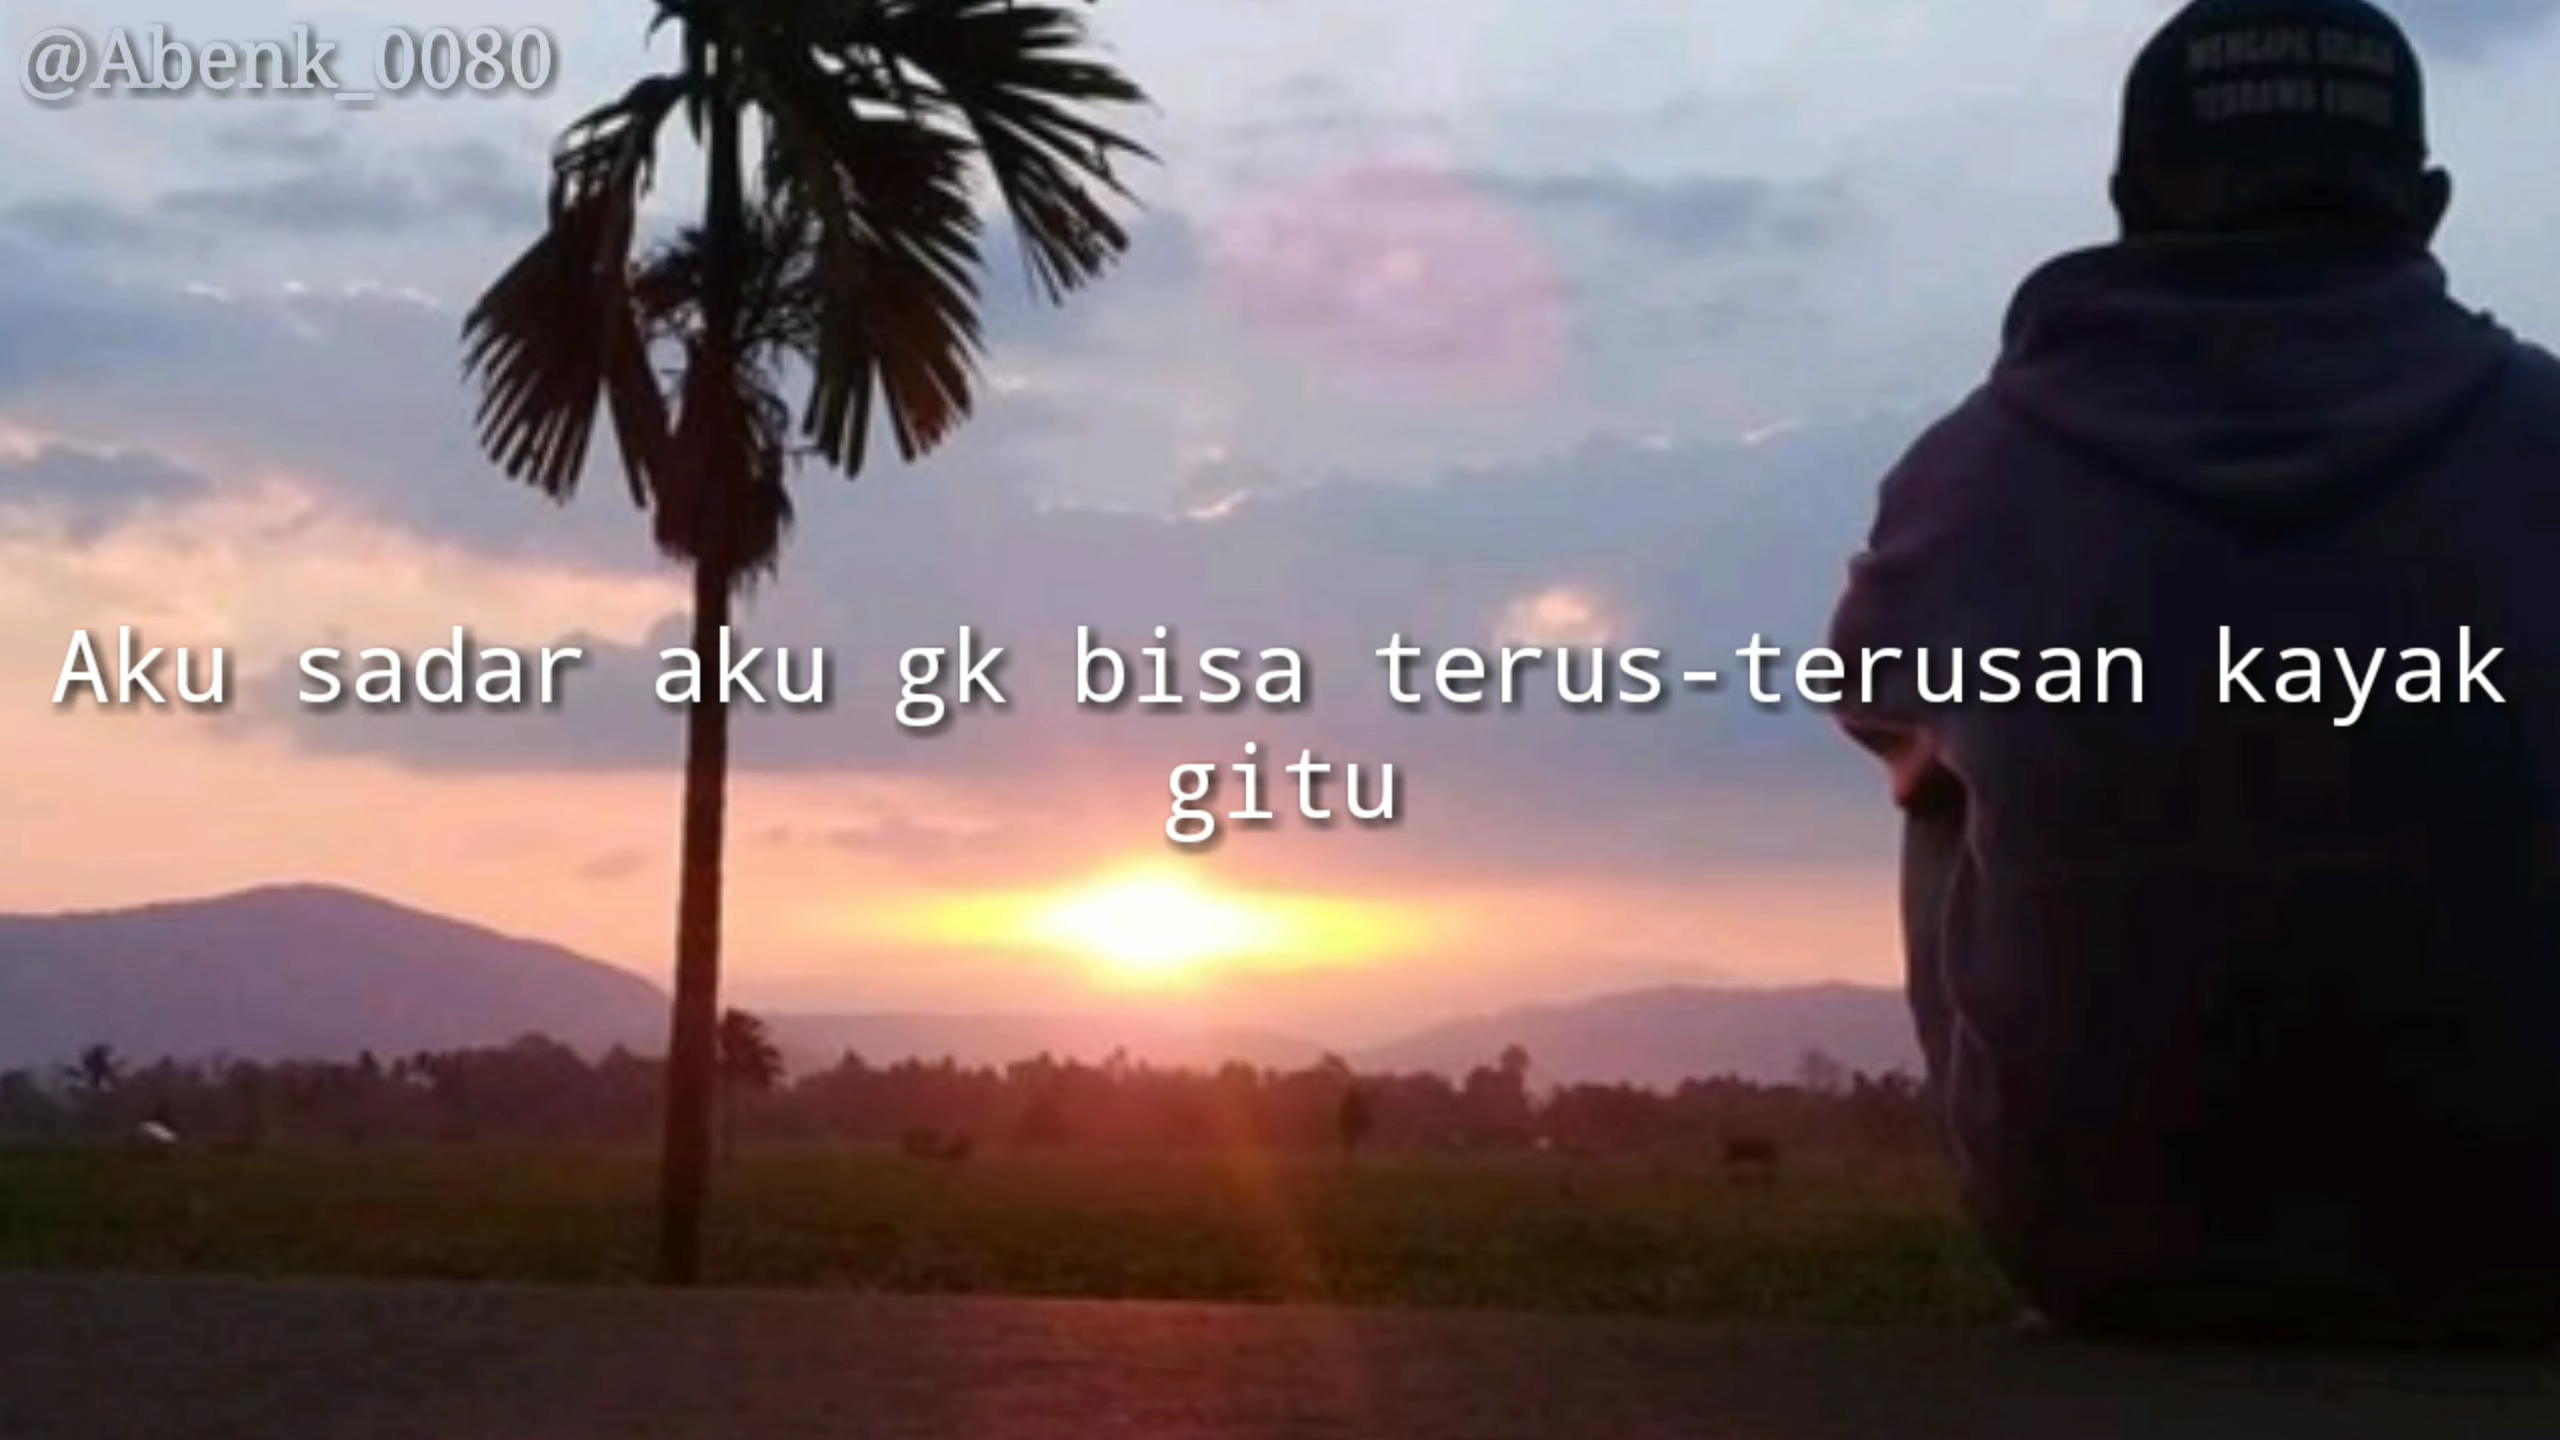 @Abenk_0080
Aku sadar aku gk bisa terus-terusan kayak
gitu